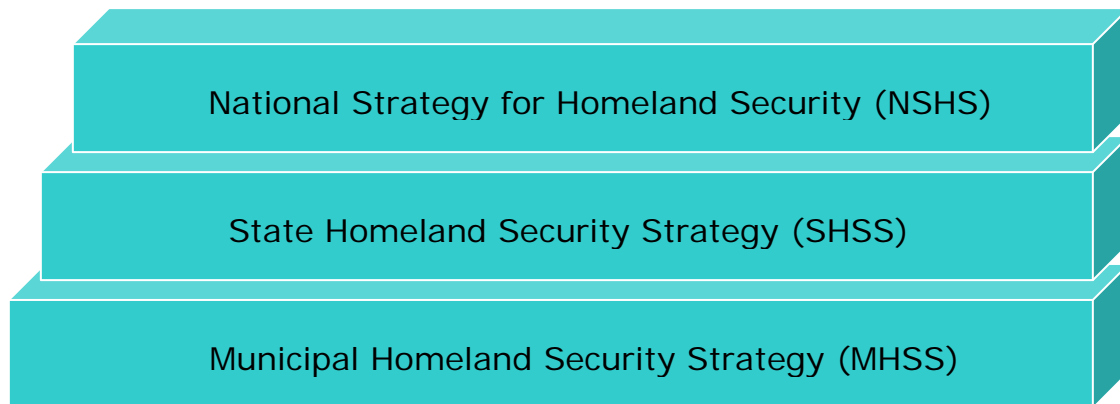 National Strategy for Homeland Security (NSHS)
State Homeland Security Strategy (SHSS)
Municipal Homeland Security Strategy (MHSS)